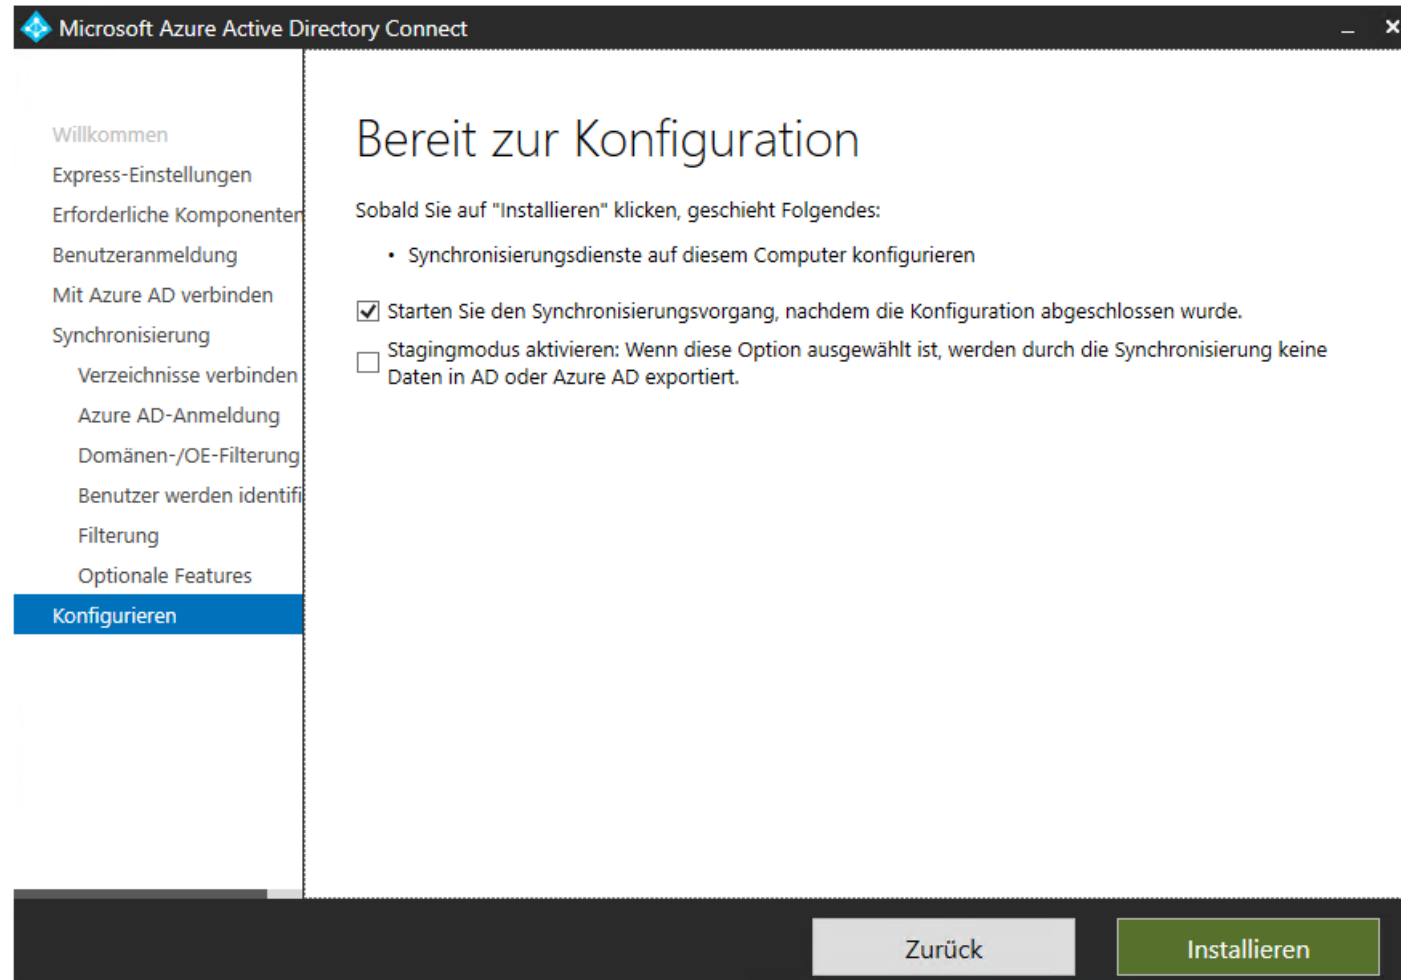 Microsoft Azure Active Directory Connect
Willkommen
Express-Einstellungen
Erforderliche Komponenten
Benutzeranmeldung
Mit Azure AD verbinden
Synchronisierung
Verzeichnisse verbinden
Azure AD-Anmeldung
Domänen-/OE-Filterung
Benutzer werden identifi
Filterung
Optionale Features
Konfigurieren
Bereit zur Konfiguration
Sobald Sie auf "Installieren" klicken, geschieht Folgendes:
• Synchronisierungsdienste auf diesem Computer konfigurieren
Starten Sie den Synchronisierungsvorgang, nachdem die Konfiguration abgeschlossen wurde.
Stagingmodus aktivieren: Wenn diese Option ausgewählt ist, werden durch die Synchronisierung keine
Daten in AD oder Azure AD exportiert.
Zurück
Installieren